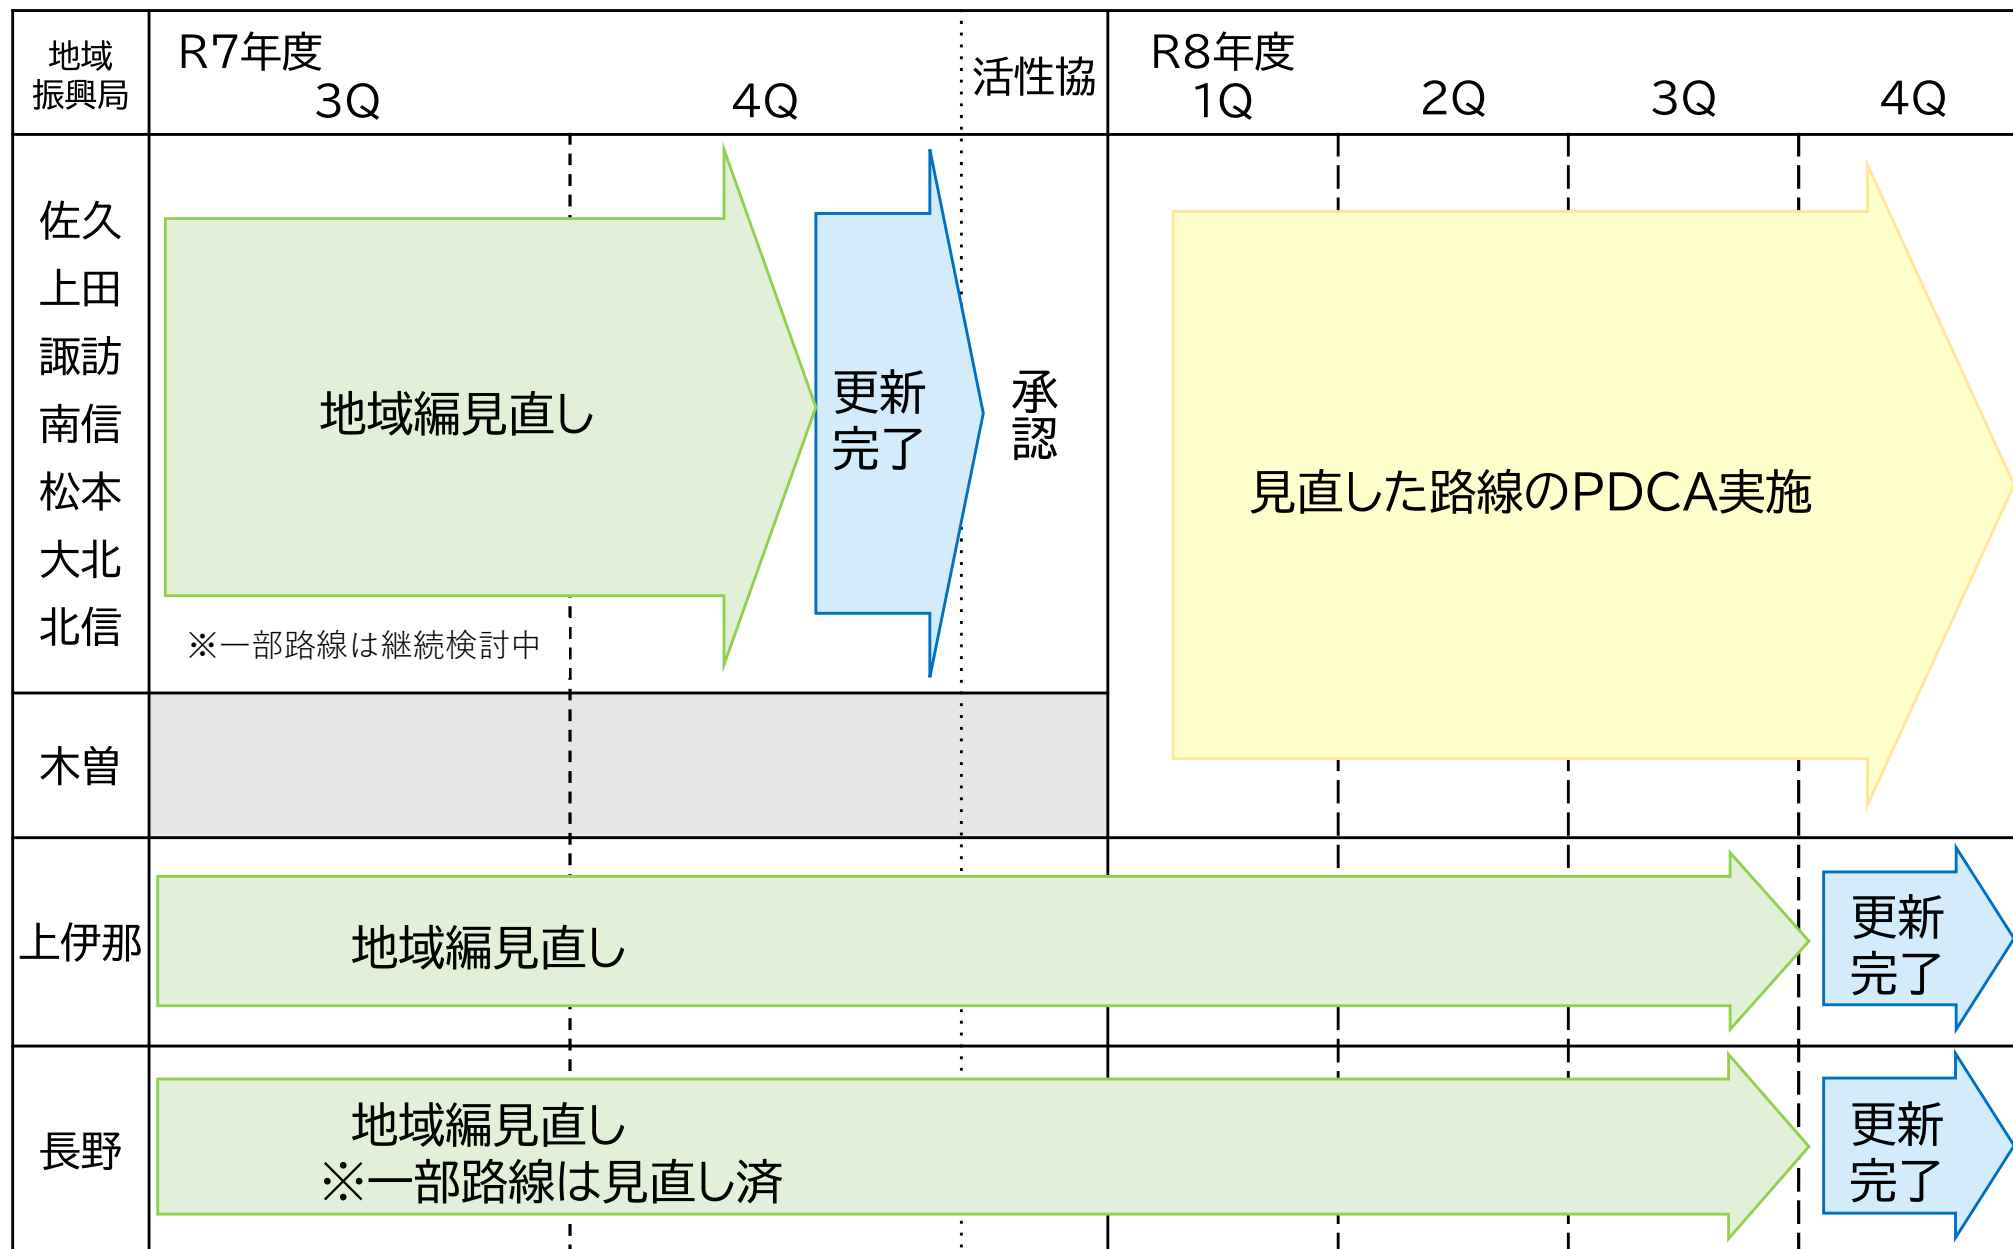 地域
振興局
R7年度
3Q
4Q
活性協
R8年度
1Q
2Q
3Q
4Q
佐久
上田
諏訪
南信
松本
大北
北信
地域編見直し
※一部路線は継続検討中
更新
完了
承
認
見直した路線のPDCA実施
木曽
上伊那
地域編見直し
更新
完了
長野
地域編見直し
※一部路線は見直し済
更新
完了